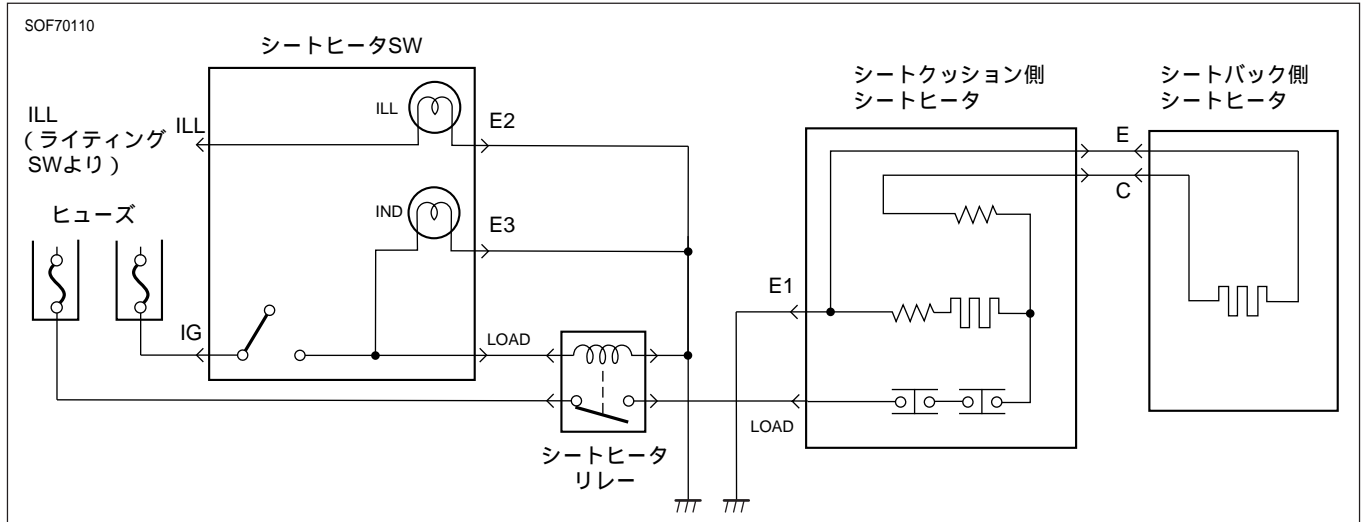 SOF70110
シートヒータSW
シートクッション側
シートヒータ
シートバック側
シートヒータ
ILL
(ライティング
SWより)
ILL
ILL
E2
E
C
ヒューズ
IND
E3
E1
IG
LOAD
LOAD
シートヒータ
リレー